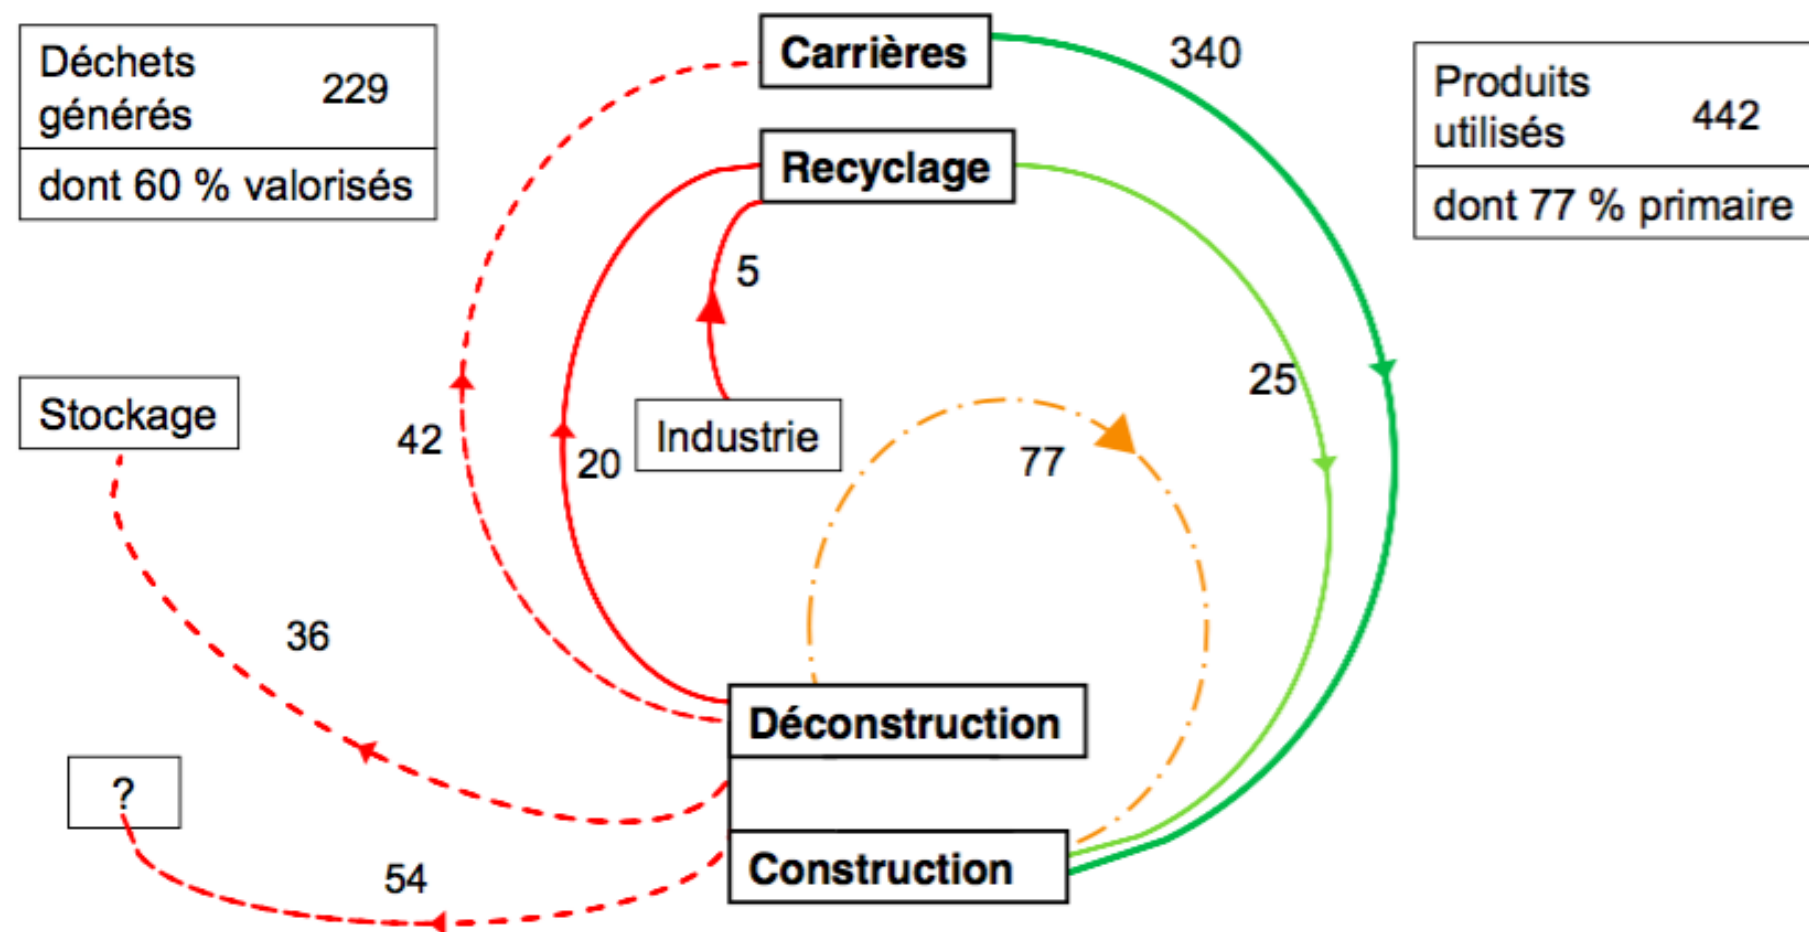 Déchets
générés 229
dont 60 % valorisés
Carrières
340
Produits
utilisés 442
dont 77 % primaire
Recyclage
5
25
Stockage
42
20
Industrie
77
36
Déconstruction
?
Construction
54